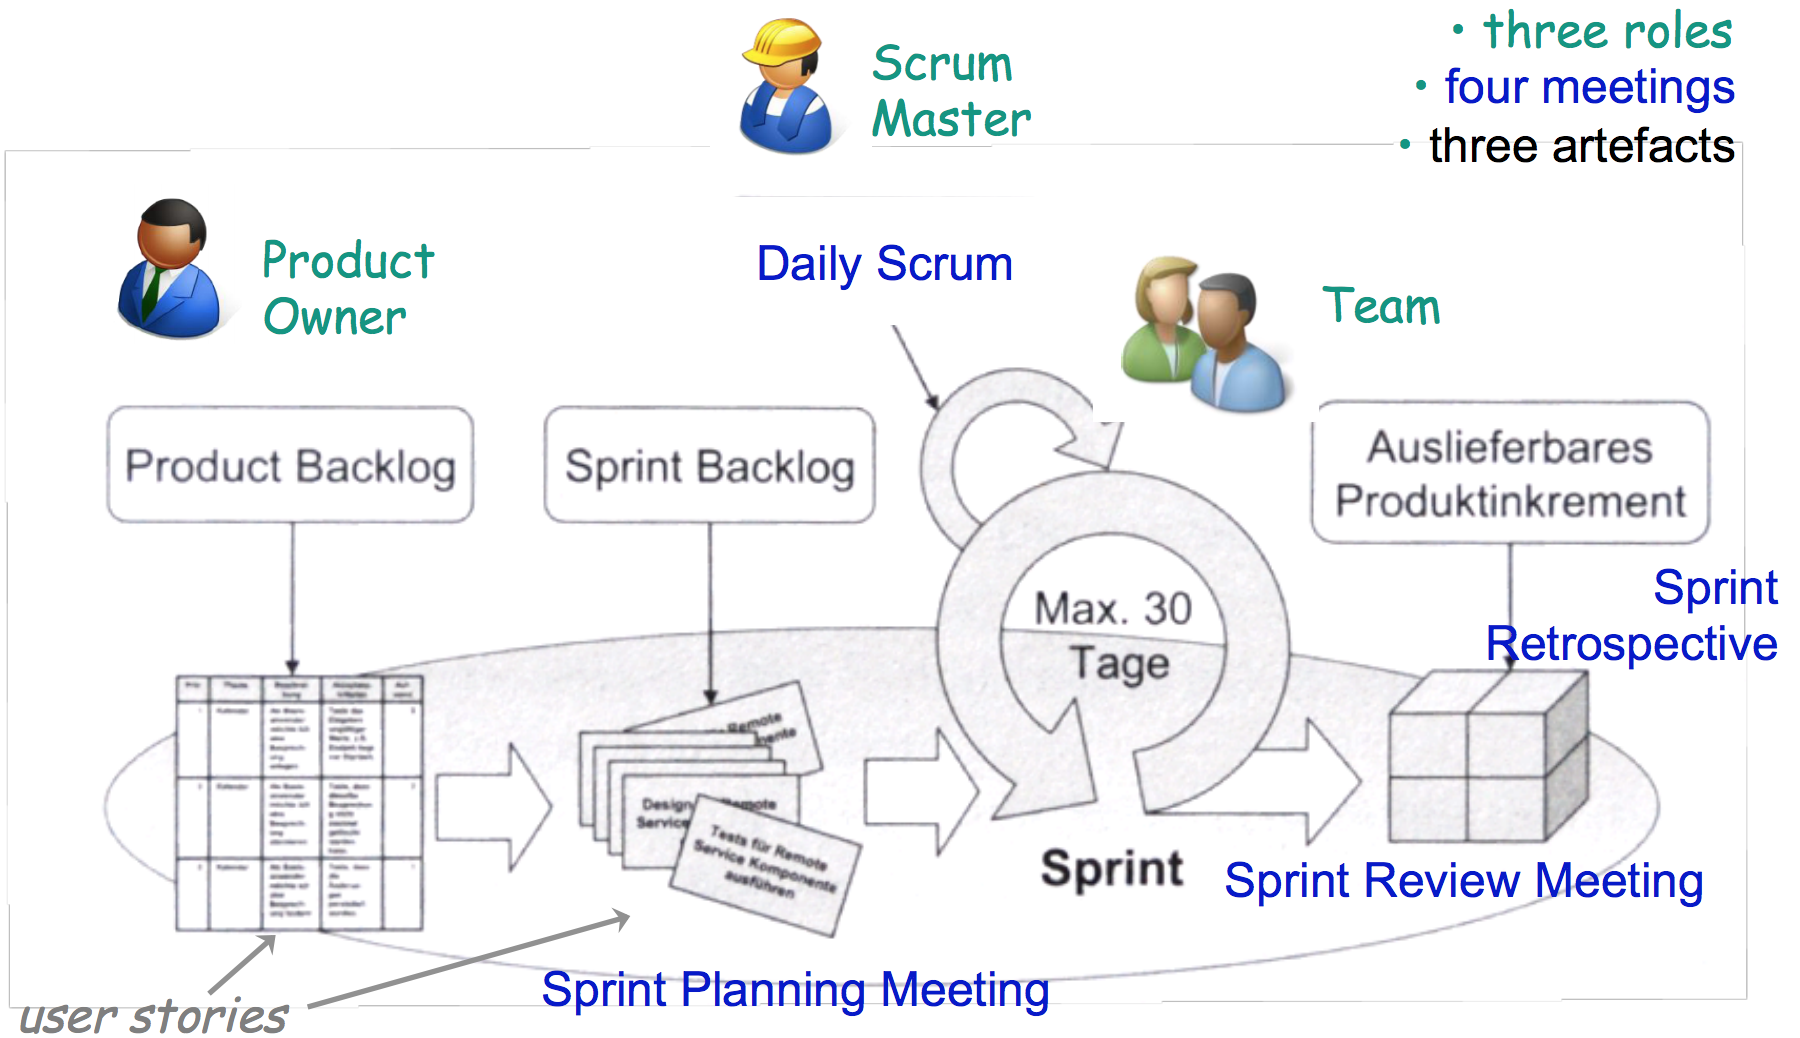 • three roles
• four meetings
• three artefacts
Scrum
Master
Product
Owner
Daily Scrum
Team
Product Backlog
Sprint Backlog
Auslieferbares
Produktinkrement
Max. 30
Tage
Sprint
Retrospective
Remote
Design Remote
Service
Tests für Remote
Service Komponente
ausführen
Sprint
Sprint Review Meeting
Sprint Planning Meeting
user stories